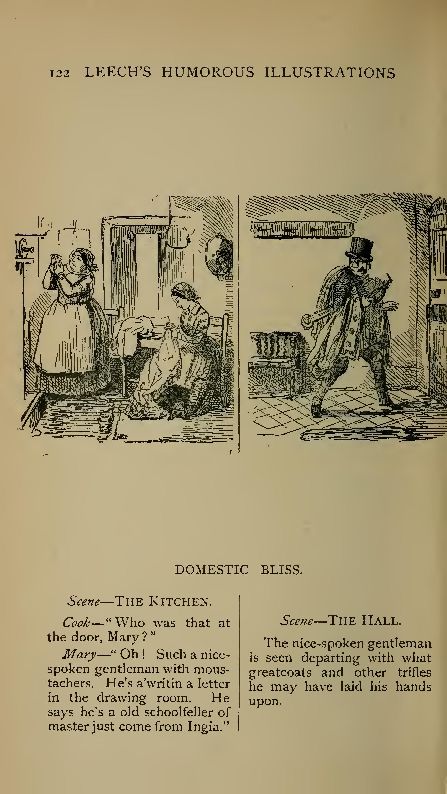 122 LEECH'S HUMOROUS ILLUSTRATIONS
DOMESTIC BLISS.
Scene—THE KITCHEN.
Cook—"Who was that at
the door, Mary?"
Mary—"Oh! Such a nice-
spoken gentleman with mous-
tachers. He's a'writin a letter
in the drawing room. He
says he's a old schoolfeller of
master just come from Ingia."
Scene—THE HALL.
The nice-spoken gentleman
is seen departing with what
greatcoats and other trifles
he may have laid his hands
upon.